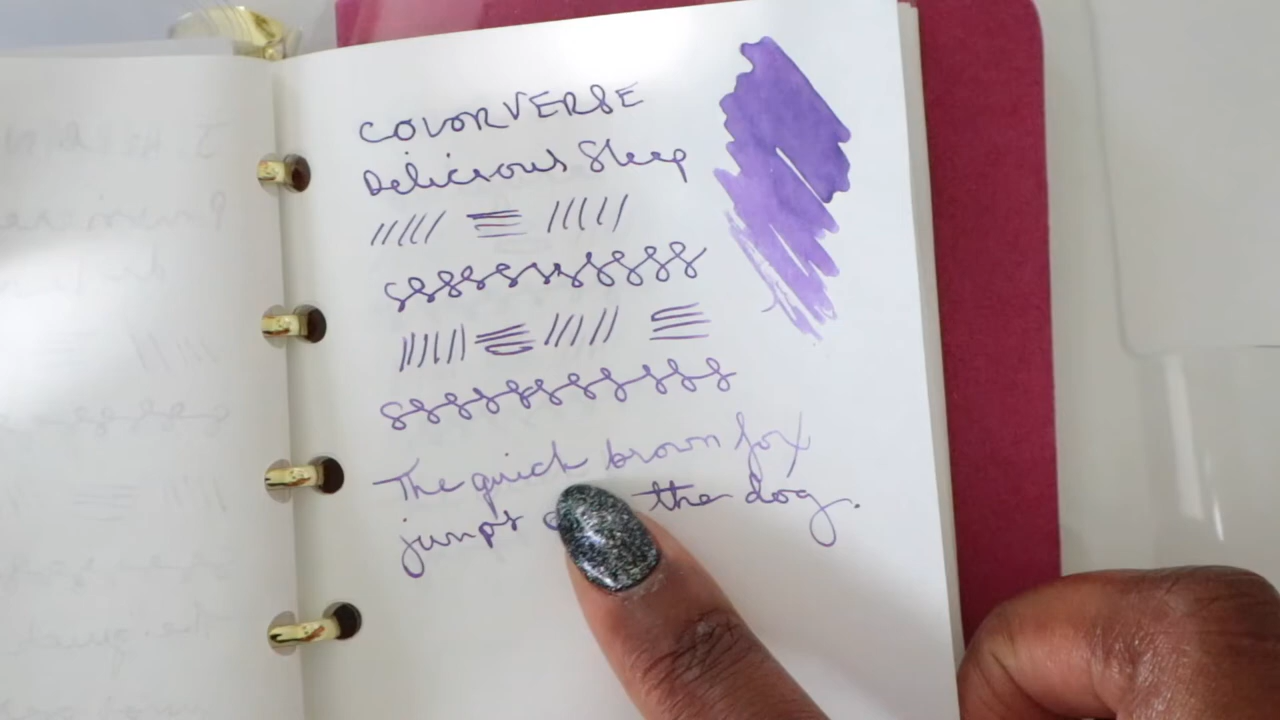 COLORVERSE
Delicious Sleep
The quick brown fox
jumps the dog.